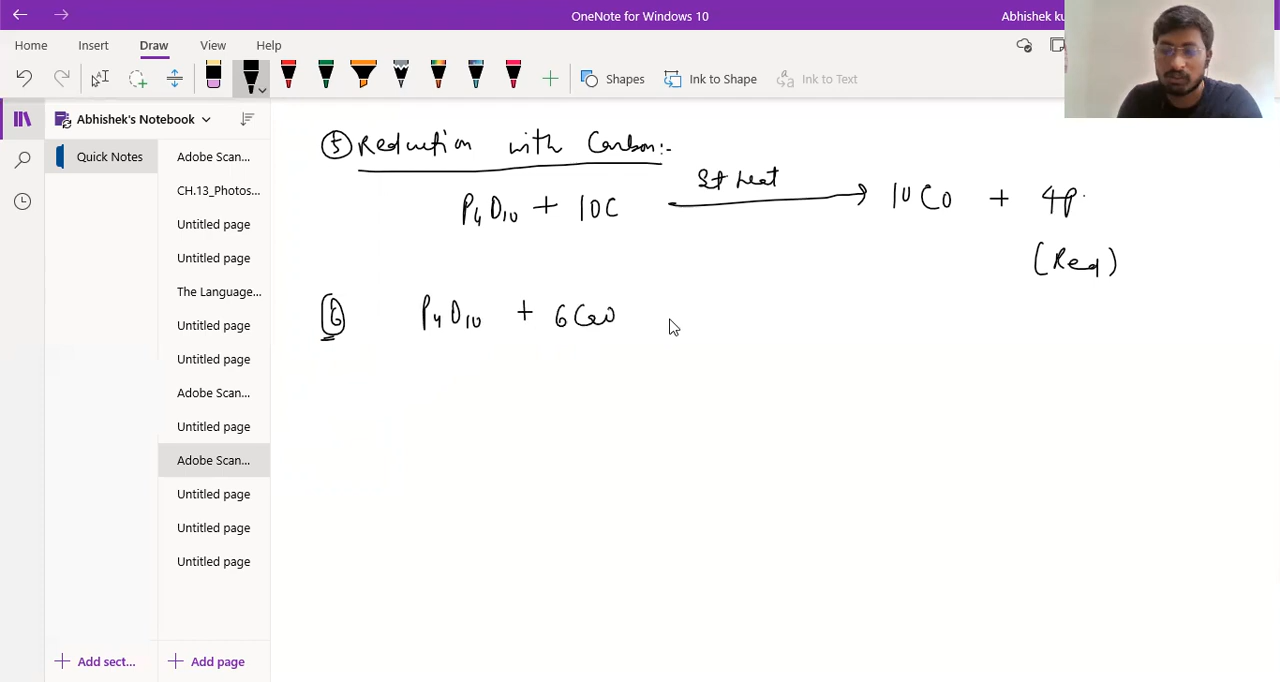 OneNote for Windows 10
Abhishek ku
Home Insert Draw View Help
Shapes Ink to Shape Ink to Text
Abhishek's Notebook
Quick Notes
Adobe Scan...
CH.13_Photos...
Untitled page
Untitled page
The Language...
Untitled page
Untitled page
Adobe Scan...
Untitled page
Adobe Scan...
Untitled page
Untitled page
Untitled page
Add sect...
Add page
⑤ Reduction with Carbon:-
P₄O₁₀ + 10C St heat → 10CO + 4P
(Red)
⑥ P₄O₁₀ + 6CaO